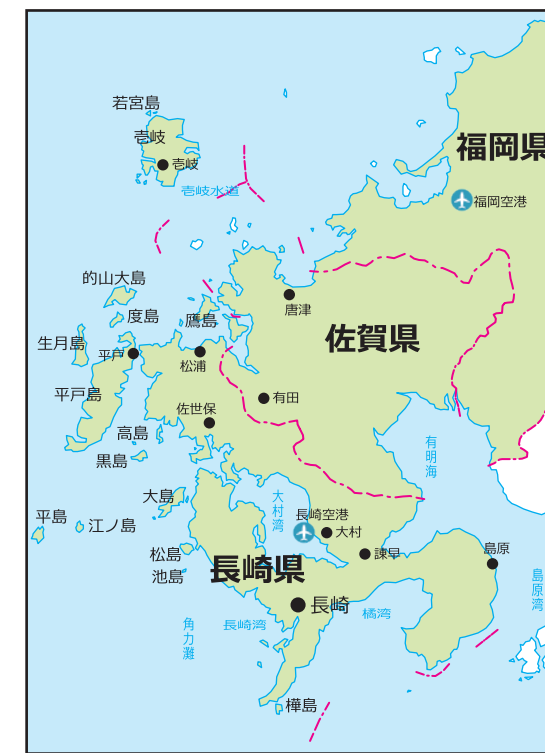 若宮島
壱岐
壱岐
壱岐水道
福岡県
福岡空港
的山大島
度島
鷹島
唐津
生月島
平戸
松浦
佐賀県
平戸島
佐世保
有田
高島
黒島
有明海
大島
大村湾
長崎空港
大村
平島
江ノ島
松島
諫早
島原
池島
長崎県
島原湾
長崎
橘湾
角力灘
長崎湾
樺島